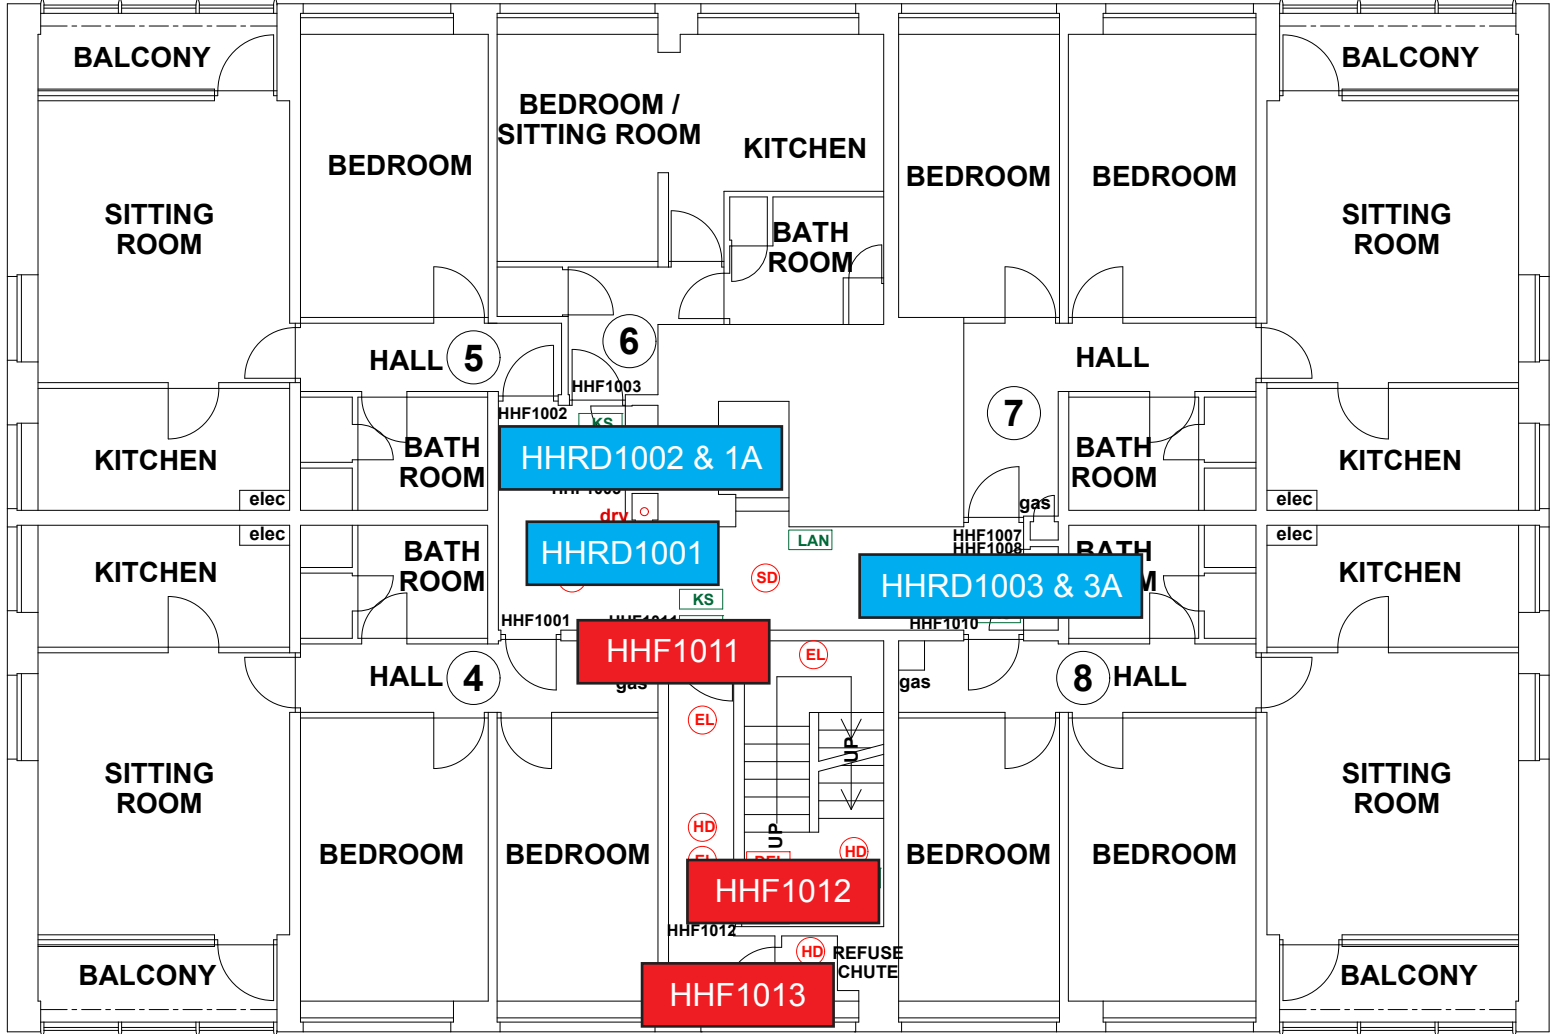 BALCONY
BALCONY
BEDROOM /
SITTING ROOM
KITCHEN
BEDROOM
BEDROOM
BEDROOM
SITTING
ROOM
BATH
ROOM
SITTING
ROOM
6
HALL 5
HALL
HHF1003
HHF1002
7
KS
KITCHEN
BATH
ROOM
HHRD1002 & 1A
BATH
ROOM
KITCHEN
elec
gas
elec
dry
elec
HHF1007
elec
HHF1008
LAN
KITCHEN
BATH
ROOM
HHRD1001
SD
HHRD1003 & 3A
BATH
KITCHEN
KS
HHF1001
HHF1011
HHF1010
HHF1011
EL
HALL 4
gas
gas
8 HALL
EL
UP
SITTING
ROOM
SITTING
ROOM
HD
UP
HD
BEDROOM
BEDROOM
EL
BEDROOM
BEDROOM
HHF1012
HHF1012
HD
REFUSE
CHUTE
BALCONY
HHF1013
BALCONY